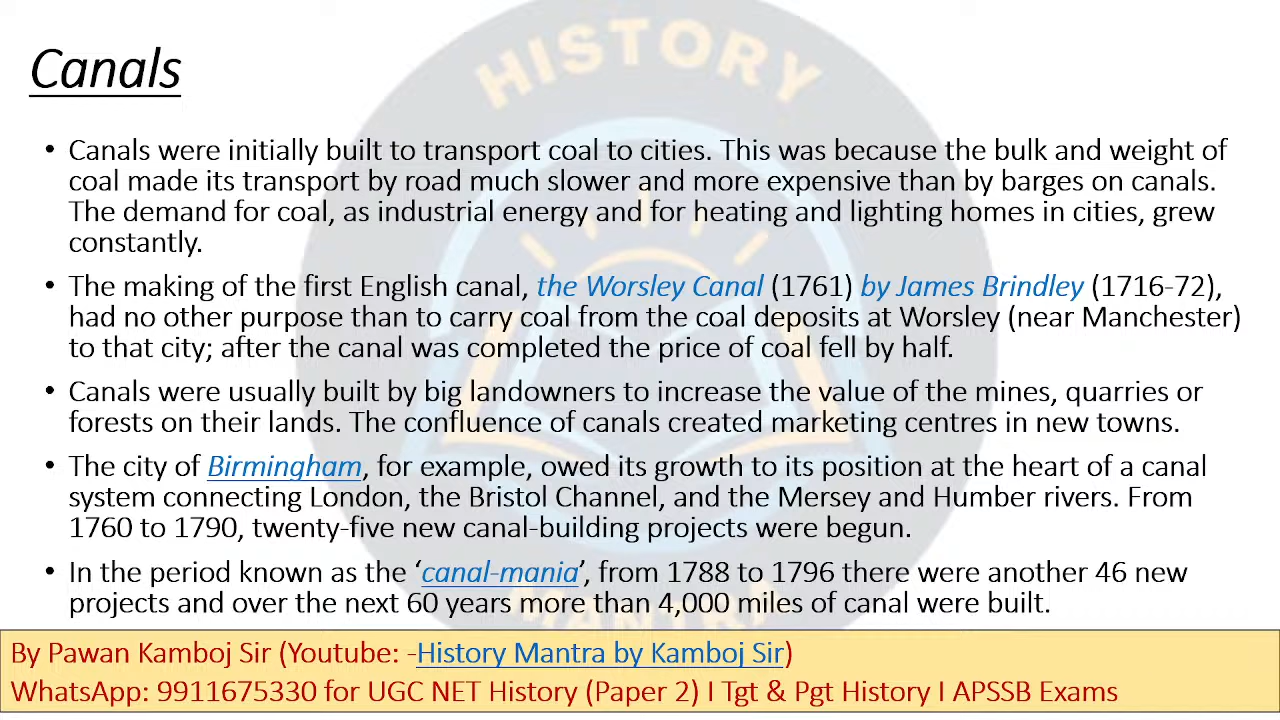 HISTORY
Canals
• Canals were initially built to transport coal to cities. This was because the bulk and weight of
coal made its transport by road much slower and more expensive than by barges on canals.
The demand for coal, as industrial energy and for heating and lighting homes in cities, grew
constantly.
• The making of the first English canal, the Worsley Canal (1761) by James Brindley (1716-72),
had no other purpose than to carry coal from the coal deposits at Worsley (near Manchester)
to that city; after the canal was completed the price of coal fell by half.
• Canals were usually built by big landowners to increase the value of the mines, quarries or
forests on their lands. The confluence of canals created marketing centres in new towns.
• The city of Birmingham, for example, owed its growth to its position at the heart of a canal
system connecting London, the Bristol Channel, and the Mersey and Humber rivers. From
1760 to 1790, twenty-five new canal-building projects were begun.
• In the period known as the ‘canal-mania’, from 1788 to 1796 there were another 46 new
projects and over the next 60 years more than 4,000 miles of canal were built.
MANTRA
By Pawan Kamboj Sir (Youtube: -History Mantra by Kamboj Sir)
WhatsApp: 9911675330 for UGC NET History (Paper 2) I Tgt & Pgt History I APSSB Exams